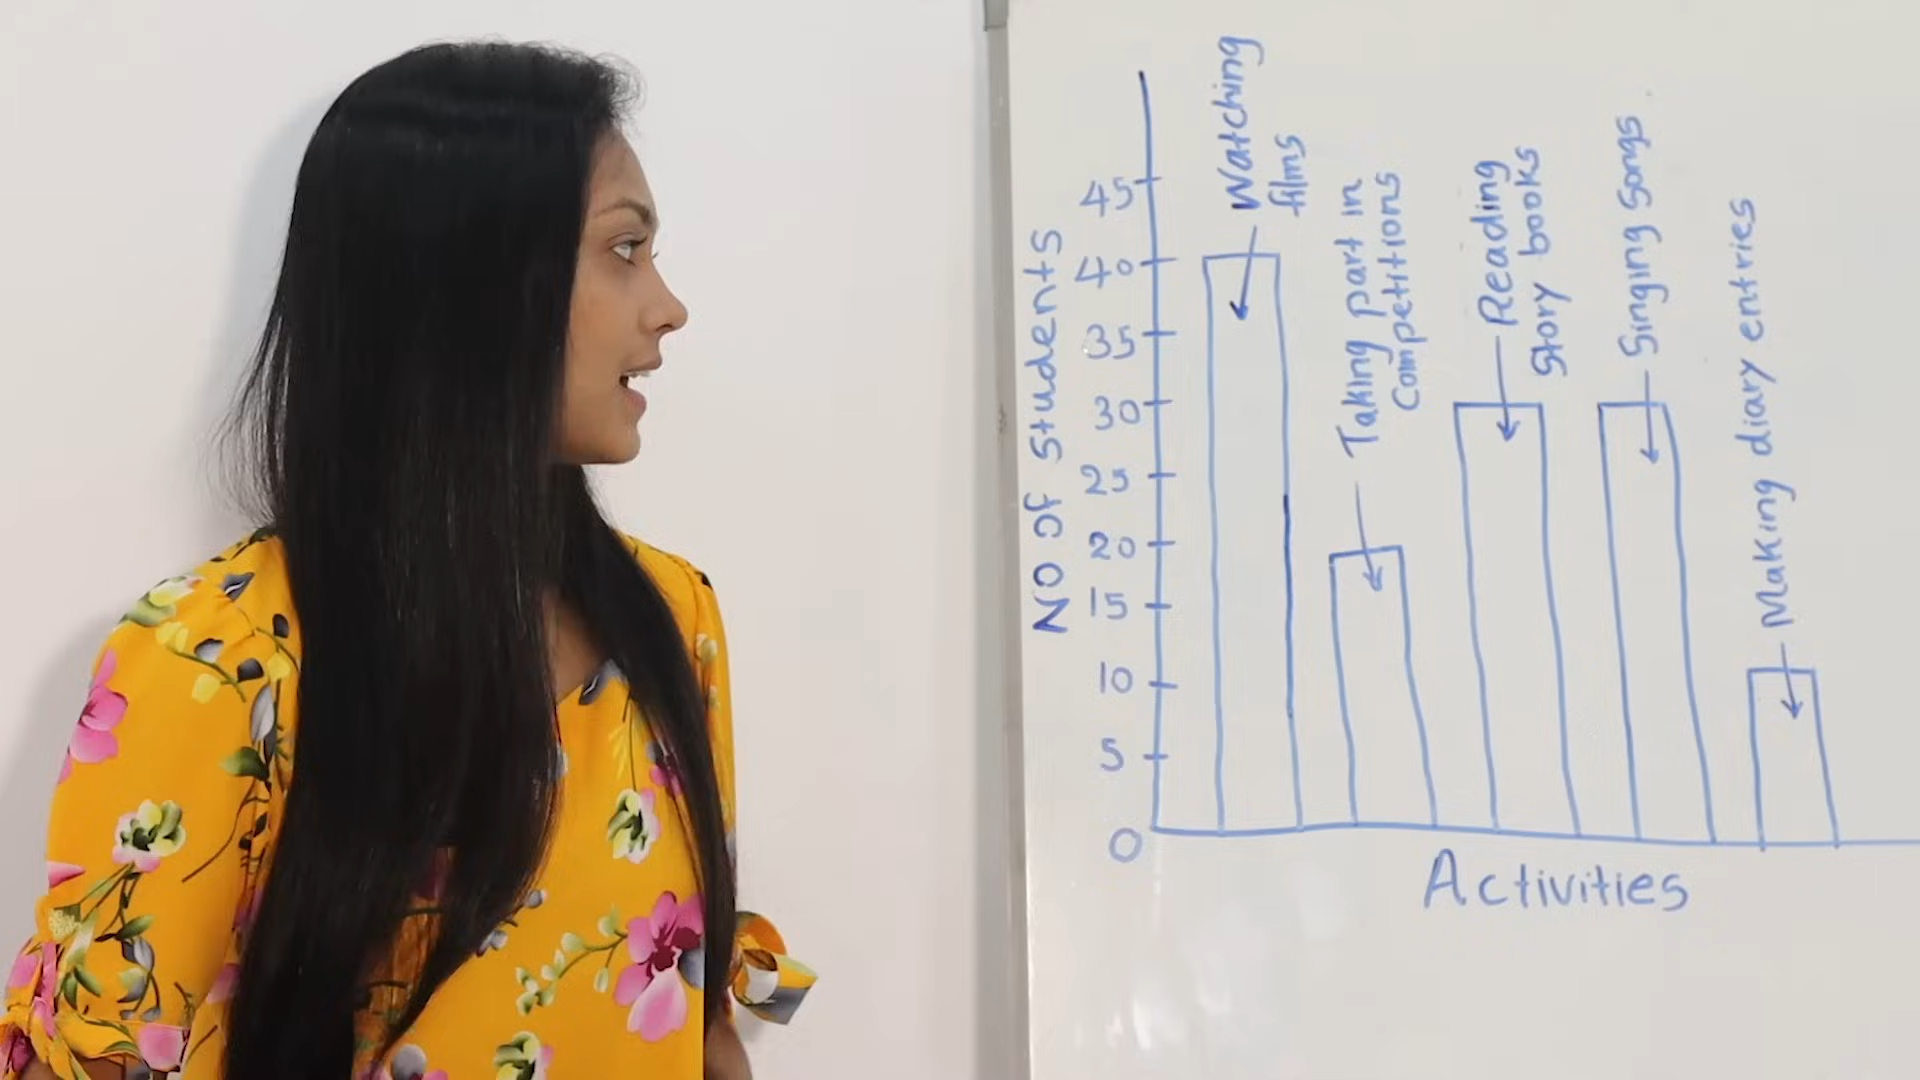 No of Students
45
40
35
30
25
20
15
10
5
0
Watching
films
Taking part in
Competitions
Reading
Story books
Singing Songs
Making diary entries
Activities